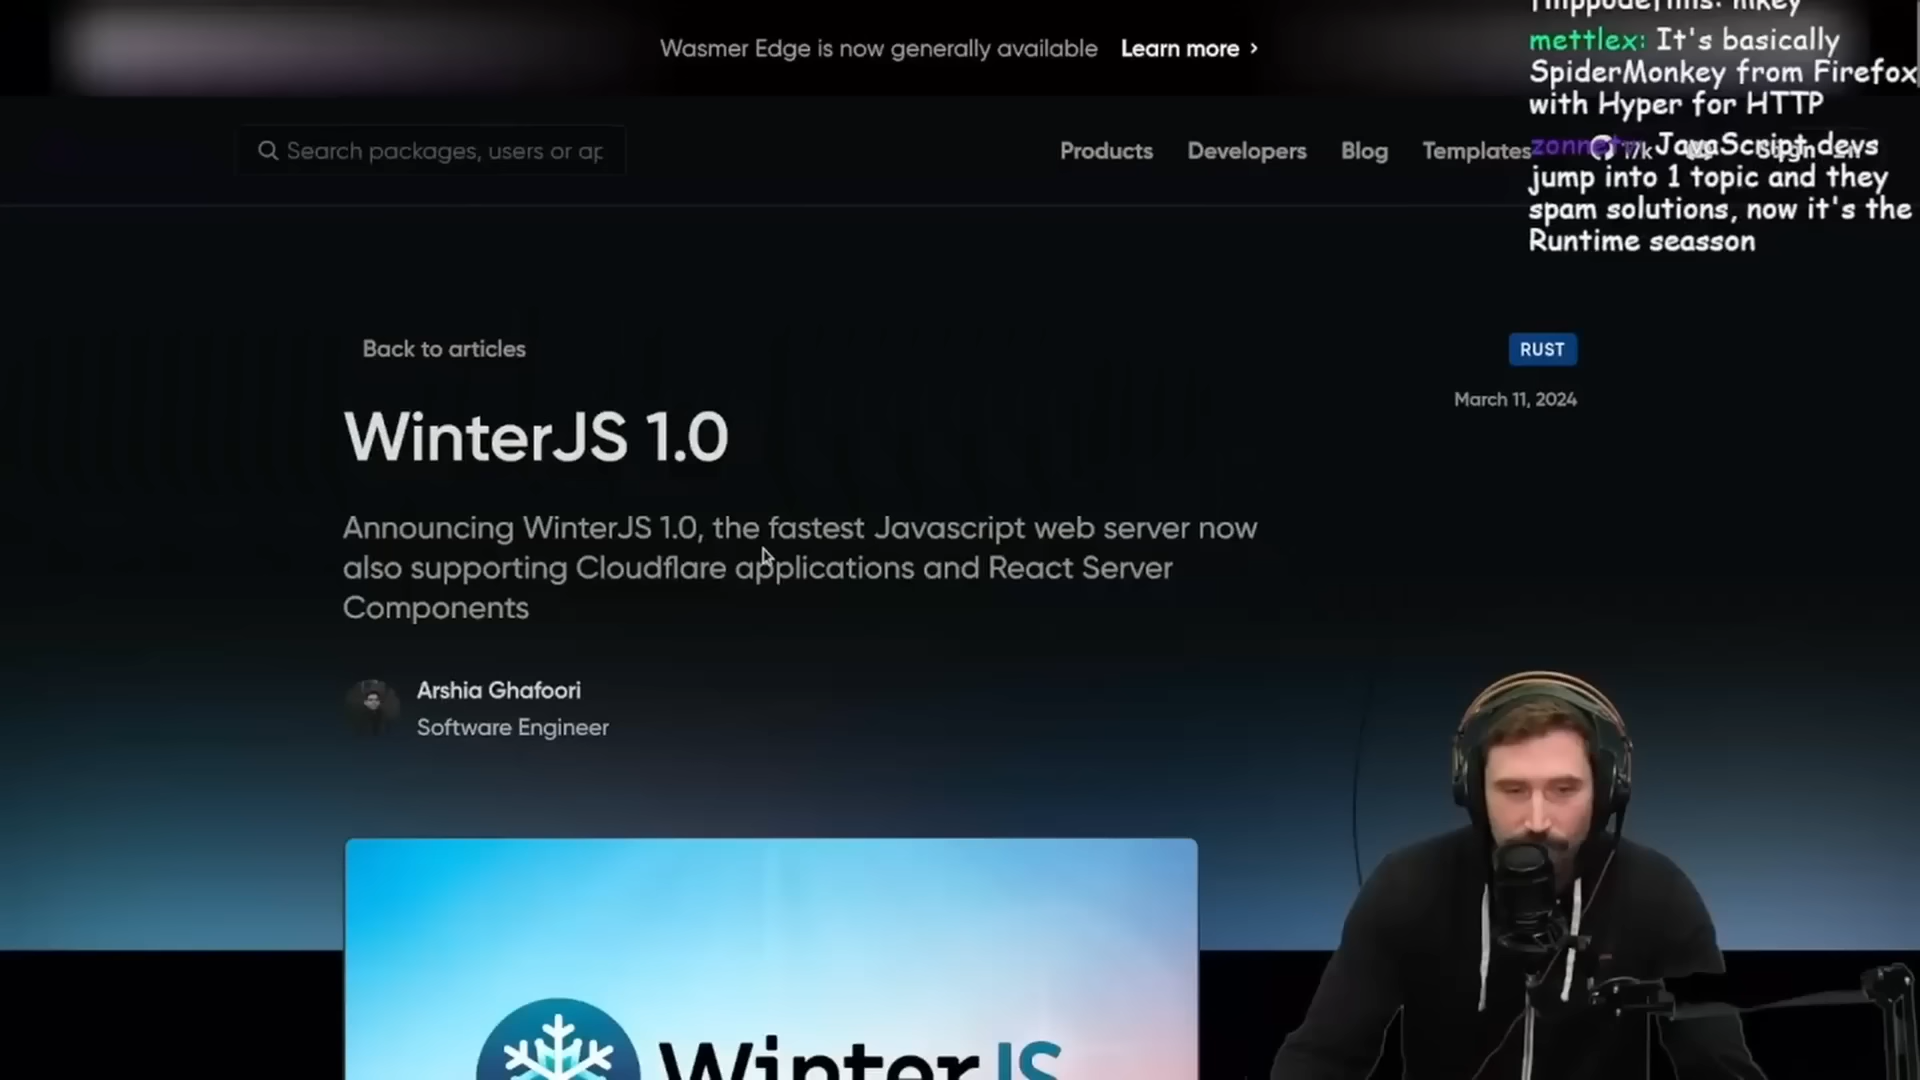 Wasmer Edge is now generally available Learn more
mettlex: It's basically
SpiderMonkey from Firefox
with Hyper for HTTP
Search packages, users or ap
Products Developers Blog Templates
JavaScript devs
jump into 1 topic and they
spam solutions, now it's the
Runtime seasson
Back to articles
RUST
March 11, 2024
WinterJS 1.0
Announcing WinterJS 1.0, the fastest Javascript web server now
also supporting Cloudflare applications and React Server
Components
Arshia Ghafoori
Software Engineer
WinterJS